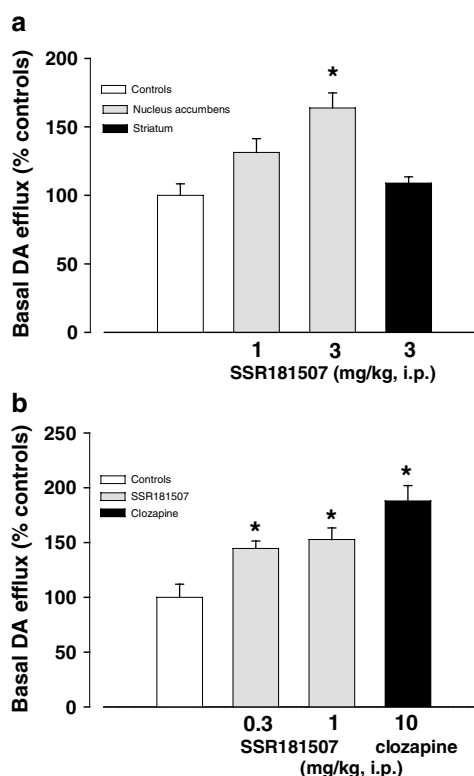 a
Basal DA efflux (% controls)
200
150
100
50
0
Controls
Nucleus accumbens
Striatum
*
1 3 3
SSR181507 (mg/kg, i.p.)
b
Basal DA efflux (% controls)
250
200
150
100
50
0
Controls
SSR181507
Clozapine
* * *
0.3 1 10
SSR181507 clozapine
(mg/kg, i.p.)